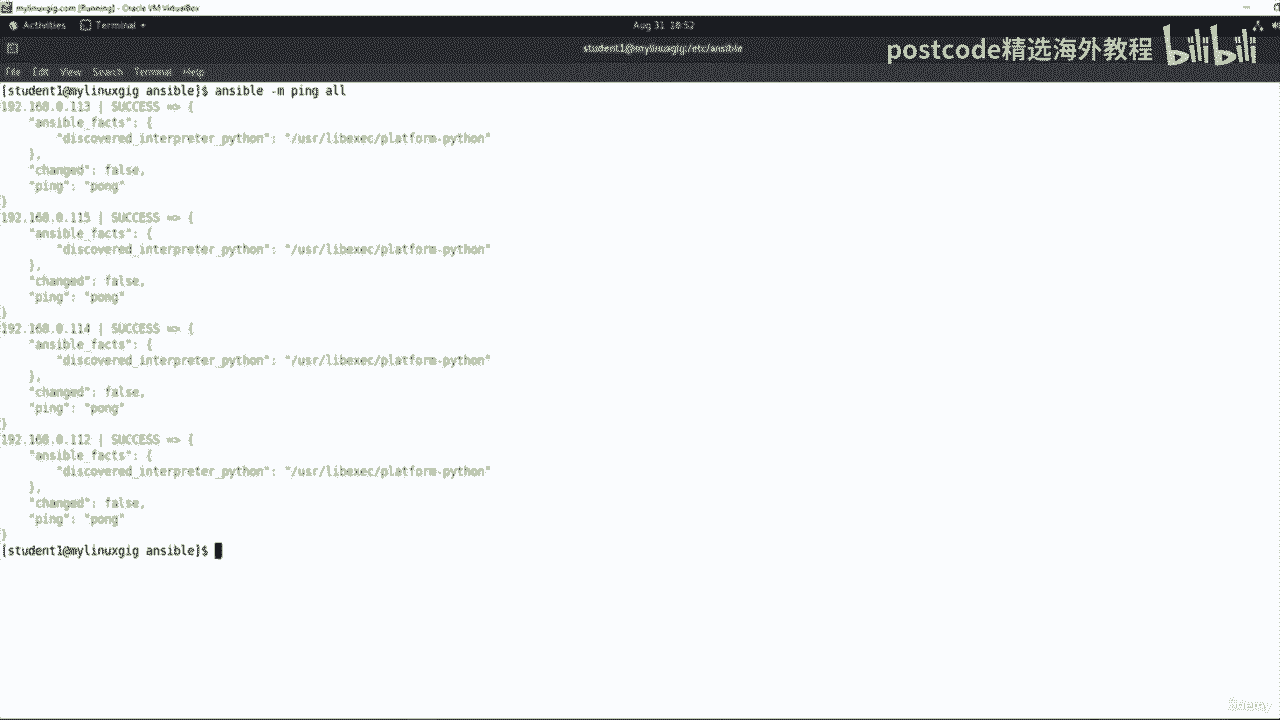 mylinuxgig.com [Running] - Oracle VM VirtualBox
Activities Terminal Aug 31
student1@mylinuxgig:/etc/ansible
postcode精选海外教程 bilibili
File Edit View Search Terminal Help
[student1@mylinuxgig ansible]$ ansible -m ping all
192.168.0.113 | SUCCESS => {
"ansible_facts": {
"discovered_interpreter_python": "/usr/libexec/platform-python"
},
"changed": false,
"ping": "pong"
}
192.168.0.115 | SUCCESS => {
"ansible_facts": {
"discovered_interpreter_python": "/usr/libexec/platform-python"
},
"changed": false,
"ping": "pong"
}
192.168.0.114 | SUCCESS => {
"ansible_facts": {
"discovered_interpreter_python": "/usr/libexec/platform-python"
},
"changed": false,
"ping": "pong"
}
192.168.0.112 | SUCCESS => {
"ansible_facts": {
"discovered_interpreter_python": "/usr/libexec/platform-python"
},
"changed": false,
"ping": "pong"
}
[student1@mylinuxgig ansible]$
udemy